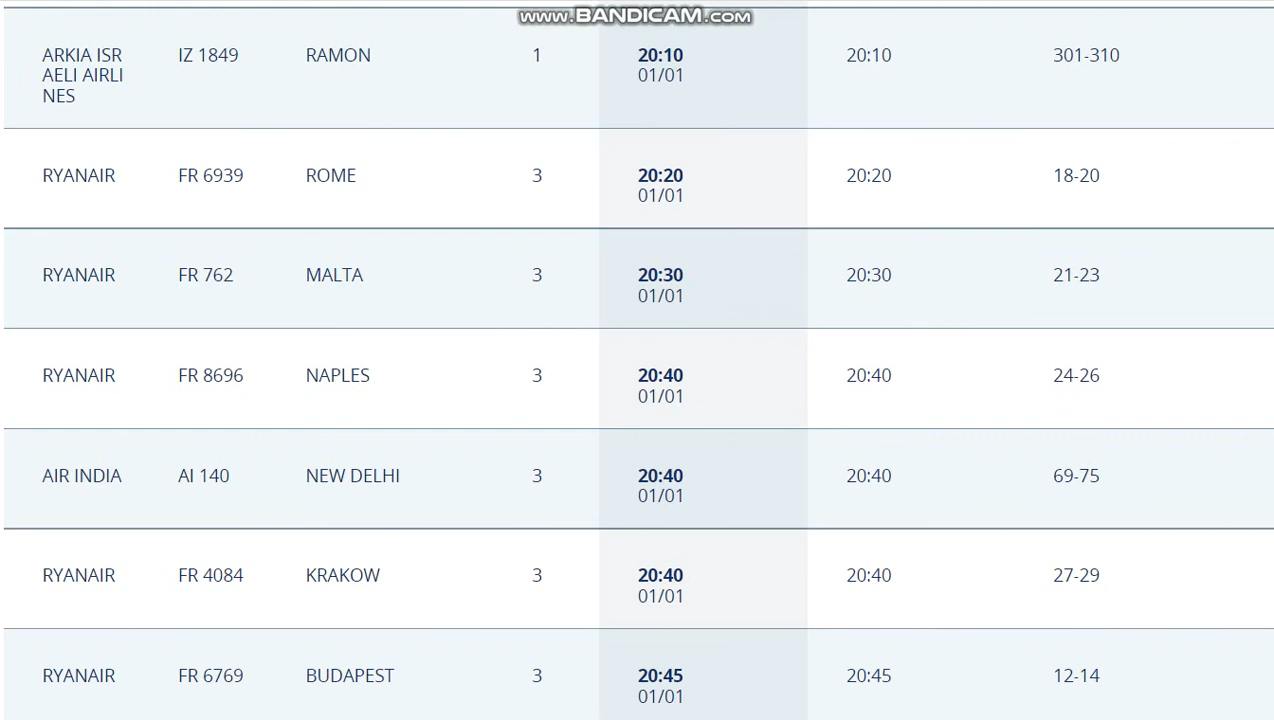 www.BANDICAM.com
ARKIA ISR IZ 1849 RAMON 1 20:10 20:10 301-310
AELI AIRLI 01/01
NES
RYANAIR FR 6939 ROME 3 20:20 20:20 18-20
01/01
RYANAIR FR 762 MALTA 3 20:30 20:30 21-23
01/01
RYANAIR FR 8696 NAPLES 3 20:40 20:40 24-26
01/01
AIR INDIA AI 140 NEW DELHI 3 20:40 20:40 69-75
01/01
RYANAIR FR 4084 KRAKOW 3 20:40 20:40 27-29
01/01
RYANAIR FR 6769 BUDAPEST 3 20:45 20:45 12-14
01/01